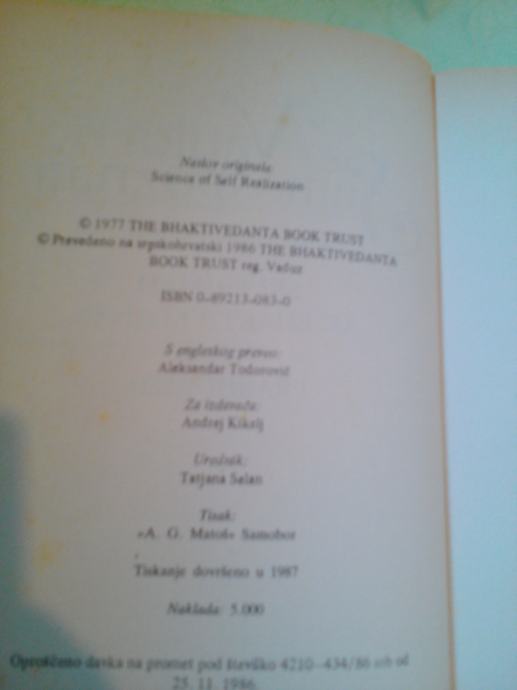 Naslov originala:
Science of Self Realization
© 1977 THE BHAKTIVEDANTA BOOK TRUST
© Prevedeno na srpskohrvatski 1986 THE BHAKTIVEDANTA
BOOK TRUST reg. Vaduz
ISBN 0-89213-083-0
S engleskog preveo:
Aleksandar Todorović
Za izdavača:
Andrej Kikelj
Urednik:
Tatjana Salan
Tisak:
»A. G. Matoš« Samobor
Tiskanje dovršeno u 1987
Naklada: 5.000
Oproščeno davka na promet pod številko 4210-434/86 od
25. 11. 1986.